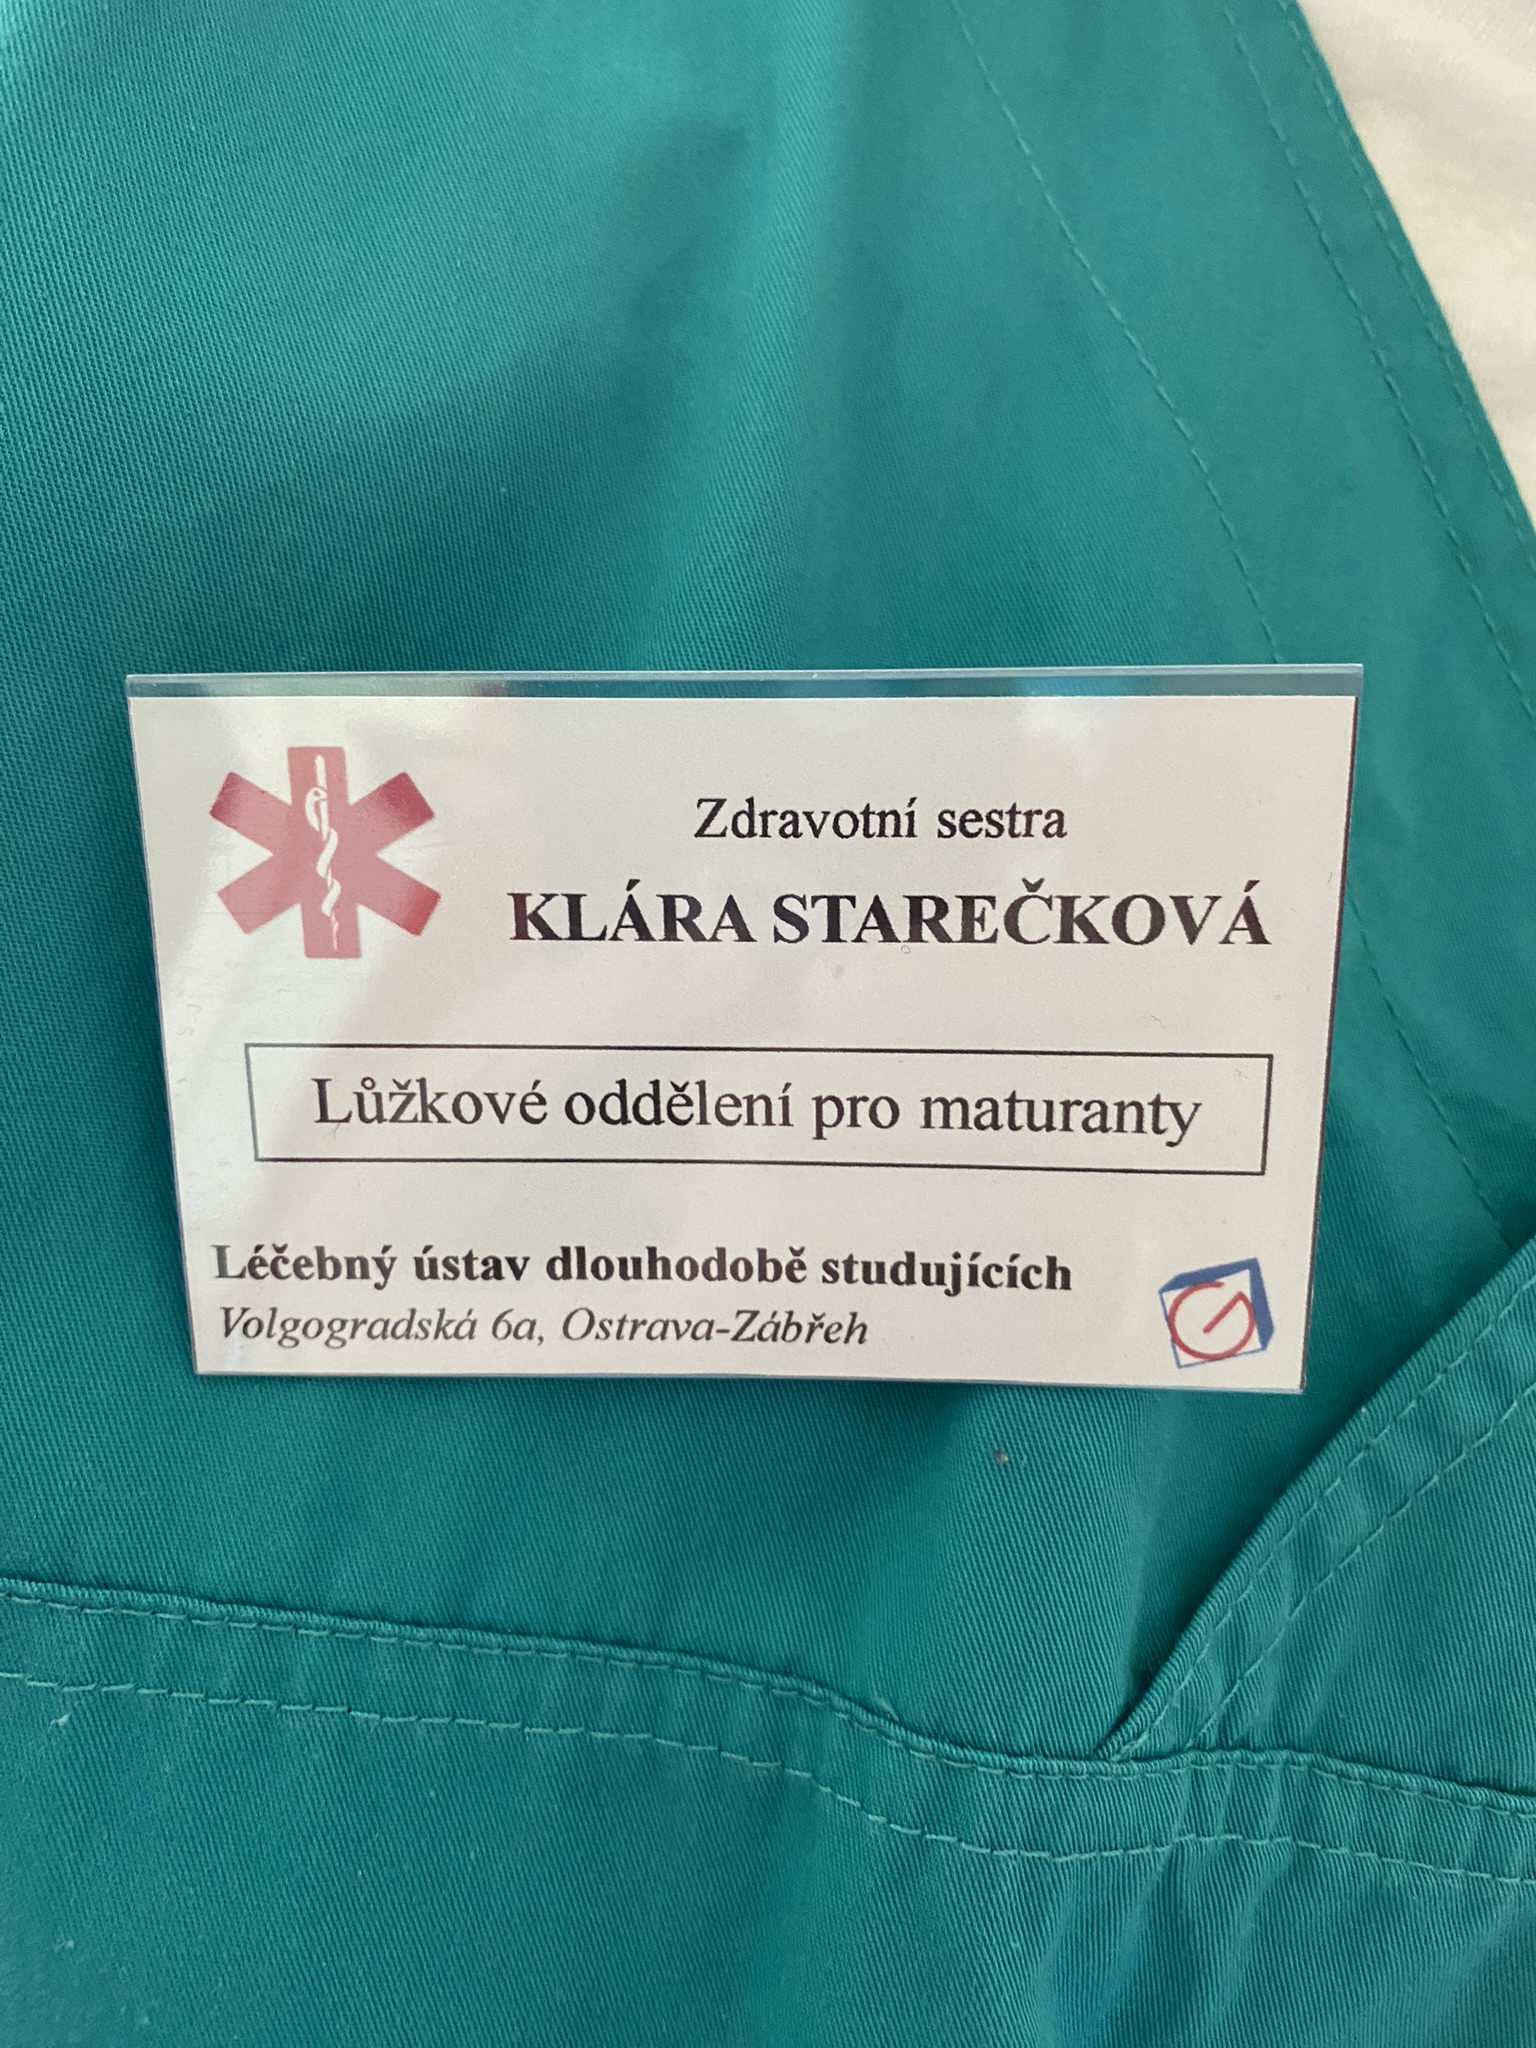 Zdravotní sestra
KLÁRA STAREČKOVÁ
Lůžkové oddělení pro maturanty
Léčebný ústav dlouhodobě studujících
Volgogradská 6a, Ostrava-Zábřeh